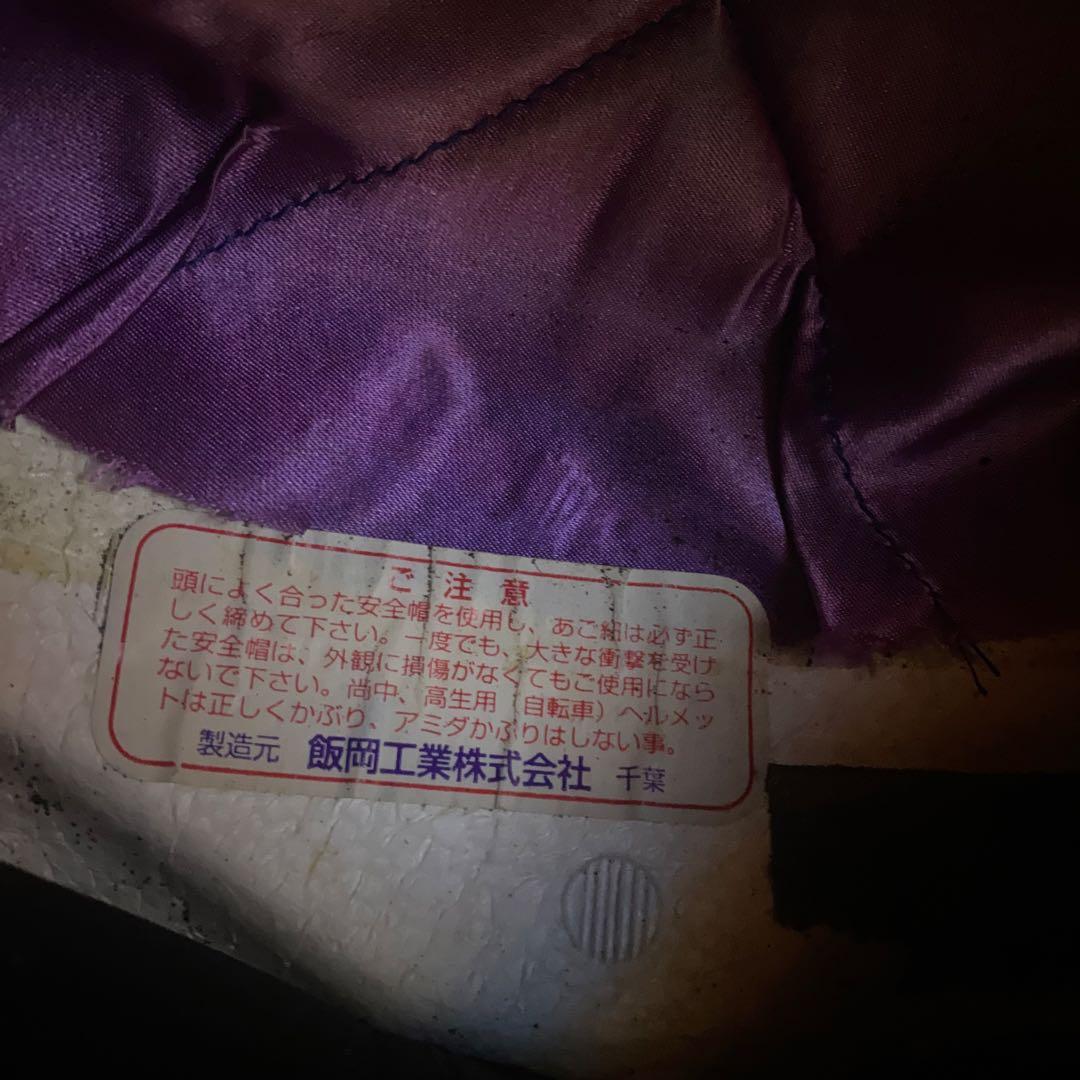 ご注意
頭によく合った安全帽を使用し、あご紐は必ず正
しく締めて下さい。一度でも、大きな衝撃を受け
た安全帽は、外観に損傷がなくてもご使用になら
ないで下さい。尚中、高生用（自転車）ヘルメッ
トは正しくかぶり、アミダかぶりはしない事。
製造元 飯岡工業株式会社 千葉